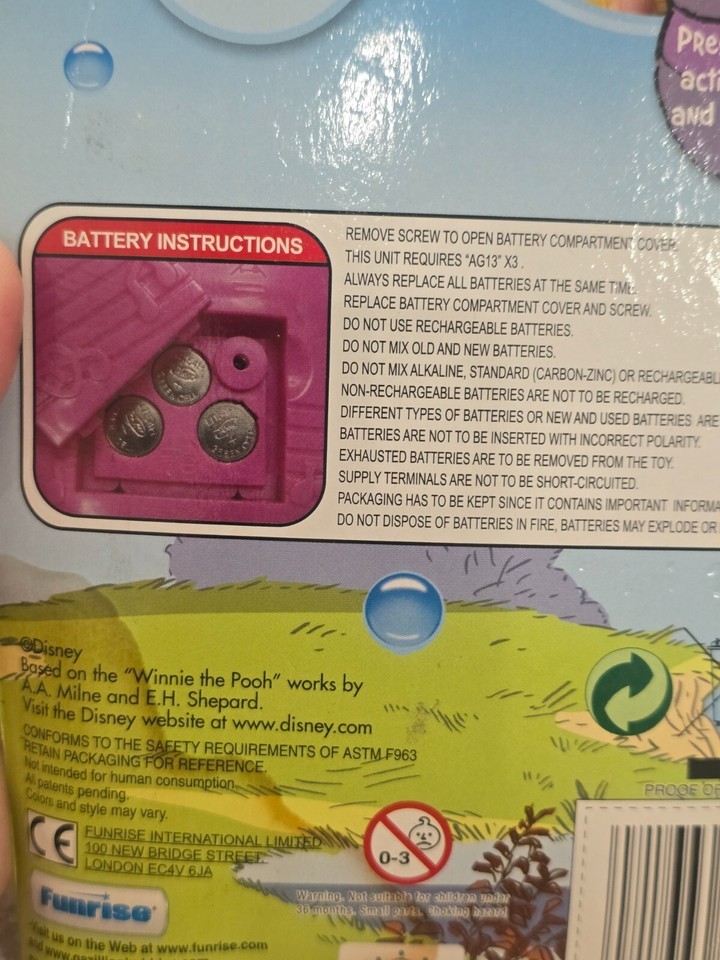 Pre
acti
and
BATTERY INSTRUCTIONS
REMOVE SCREW TO OPEN BATTERY COMPARTMENT COVER.
THIS UNIT REQUIRES "AG13" X3 .
ALWAYS REPLACE ALL BATTERIES AT THE SAME TIME.
REPLACE BATTERY COMPARTMENT COVER AND SCREW.
DO NOT USE RECHARGEABLE BATTERIES.
DO NOT MIX OLD AND NEW BATTERIES.
DO NOT MIX ALKALINE, STANDARD (CARBON-ZINC) OR RECHARGEABL
NON-RECHARGEABLE BATTERIES ARE NOT TO BE RECHARGED.
DIFFERENT TYPES OF BATTERIES OR NEW AND USED BATTERIES ARE
BATTERIES ARE NOT TO BE INSERTED WITH INCORRECT POLARITY.
EXHAUSTED BATTERIES ARE TO BE REMOVED FROM THE TOY.
SUPPLY TERMINALS ARE NOT TO BE SHORT-CIRCUITED.
PACKAGING HAS TO BE KEPT SINCE IT CONTAINS IMPORTANT INFORMA
DO NOT DISPOSE OF BATTERIES IN FIRE, BATTERIES MAY EXPLODE OR
©Disney
Based on the "Winnie the Pooh" works by
A.A. Milne and E.H. Shepard.
Visit the Disney website at www.disney.com
CONFORMS TO THE SAFETY REQUIREMENTS OF ASTM F963
RETAIN PACKAGING FOR REFERENCE.
Not intended for human consumption.
All patents pending.
Colors and style may vary.
CE
FUNRISE INTERNATIONAL LIMITED
100 NEW BRIDGE STREET,
LONDON EC4V 6JA
0-3
Warning. Not suitable for children under
36 months. Small parts. Choking hazard
Funrise
Visit us on the Web at www.funrise.com
and